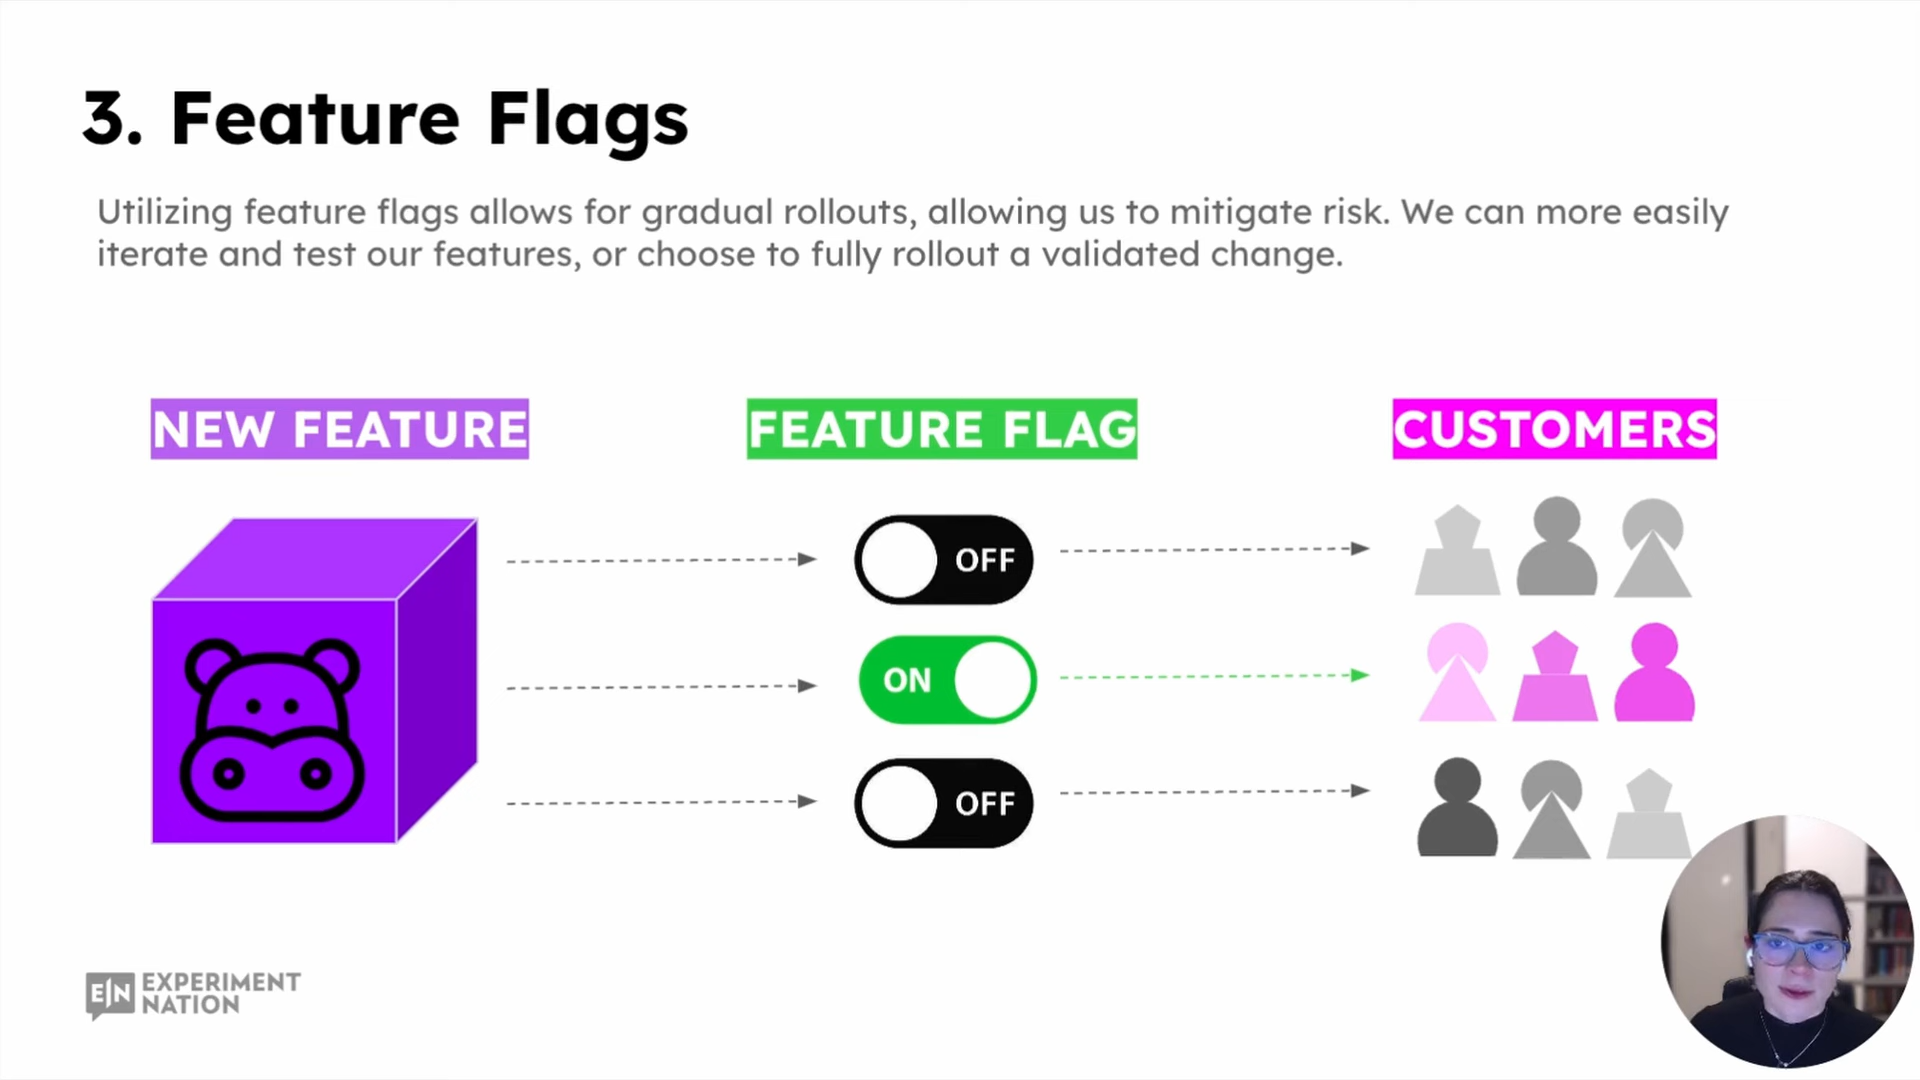 3. Feature Flags
Utilizing feature flags allows for gradual rollouts, allowing us to mitigate risk. We can more easily
iterate and test our features, or choose to fully rollout a validated change.
NEW FEATURE
FEATURE FLAG
CUSTOMERS
OFF
ON
OFF
E|N EXPERIMENT
NATION